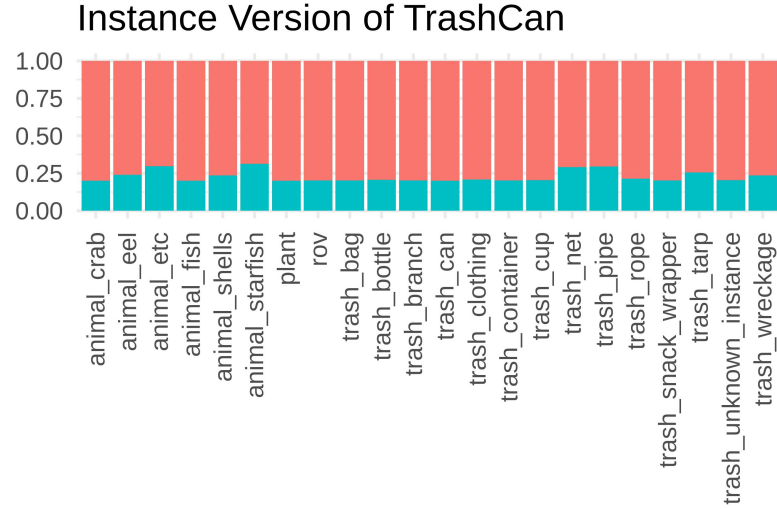 Instance Version of TrashCan
1.00
0.75
0.50
0.25
0.00
animal_crab
animal_eel
animal_etc
animal_fish
animal_shells
animal_starfish
plant
rov
trash_bag
trash_bottle
trash_branch
trash_can
trash_clothing
trash_container
trash_cup
trash_net
trash_pipe
trash_rope
trash_snack_wrapper
trash_tarp
trash_unknown_instance
trash_wreckage